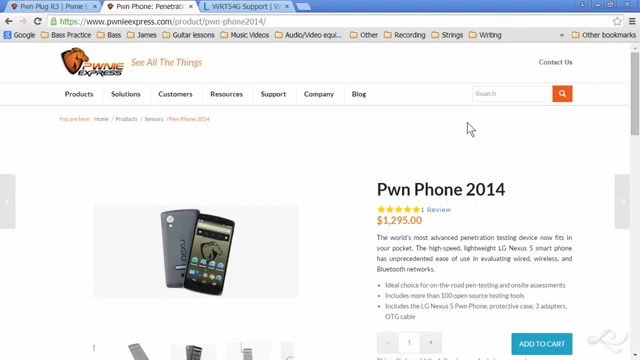 Pwn Plug R3 | Pwnie E
Pwn Phone: Penetrat
WRT54G Support | W
https://www.pwnieexpress.com/product/pwn-phone2014/
Google Bass Practice Bass James Guitar lessons Music Videos Audio/Video equi Other Recording Strings Writing » Other bookmarks
PWNIE EXPRESS See All The Things Contact Us
Products Solutions Customers Resources Support Company Blog Search
You are here: Home / Products / Sensors / Pwn Phone 2014
Pwn Phone 2014
1 Review
$1,295.00
The world's most advanced penetration testing device now fits in
your pocket. The high-speed, lightweight LG Nexus 5 smart phone
has unprecedented ease of use in evaluating wired, wireless, and
Bluetooth networks.
• Ideal choice for on-the-road pen-testing and onsite assessments
• Includes more than 100 open source testing tools
• Includes the LG Nexus 5 Pwn Phone, protective case, 3 adapters,
OTG cable
- 1 + ADD TO CART